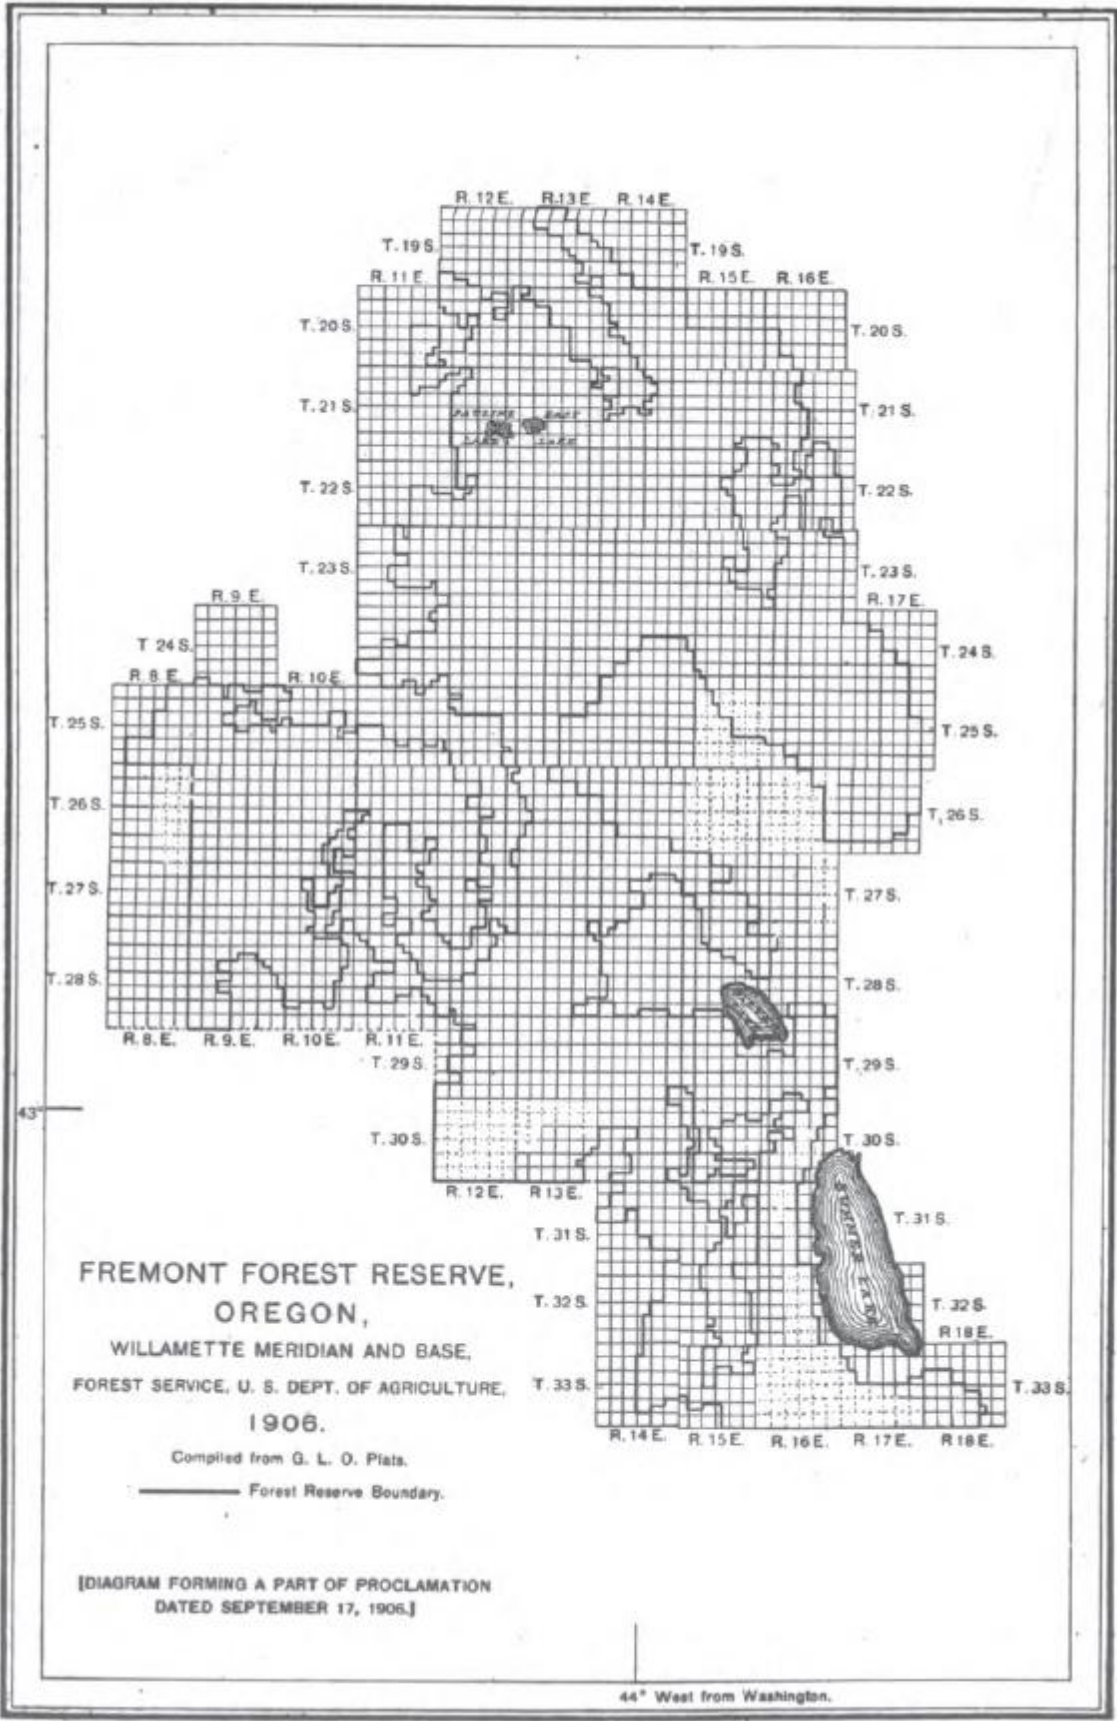 R. 12 E. R. 13 E. R. 14 E.
T. 19 S. T. 19 S.
R. 11 E. R. 15 E. R. 16 E.
T. 20 S. T. 20 S.
T. 21 S. T. 21 S.
EAST
LAKE LAKE
T. 22 S. T. 22 S.
T. 23 S. T. 23 S.
R. 9. E. R. 17 E.
T 24 S. T. 24 S.
R. 8. E. R. 10 E.
T. 25 S. T. 25 S.
T. 26 S. T. 26 S.
T. 27 S. T. 27 S.
T. 28 S. T. 28 S.
R. 8. E. R. 9. E. R. 10 E. R. 11 E.
T. 29 S. T. 29 S.
43°
T. 30 S. T. 30 S.
R. 12 E. R 13 E.
SUMMER LAKE
T. 31 S. T. 31 S.
T. 32 S. T. 32 S.
R 18 E.
T. 33 S. T. 33 S.
R. 14 E. R. 15 E. R. 16 E. R. 17 E. R 18 E.
FREMONT FOREST RESERVE,
OREGON,
WILLAMETTE MERIDIAN AND BASE,
FOREST SERVICE, U. S. DEPT. OF AGRICULTURE,
1906.
Compiled from G. L. O. Plats.
Forest Reserve Boundary.
[DIAGRAM FORMING A PART OF PROCLAMATION
DATED SEPTEMBER 17, 1906.]
44° West from Washington.